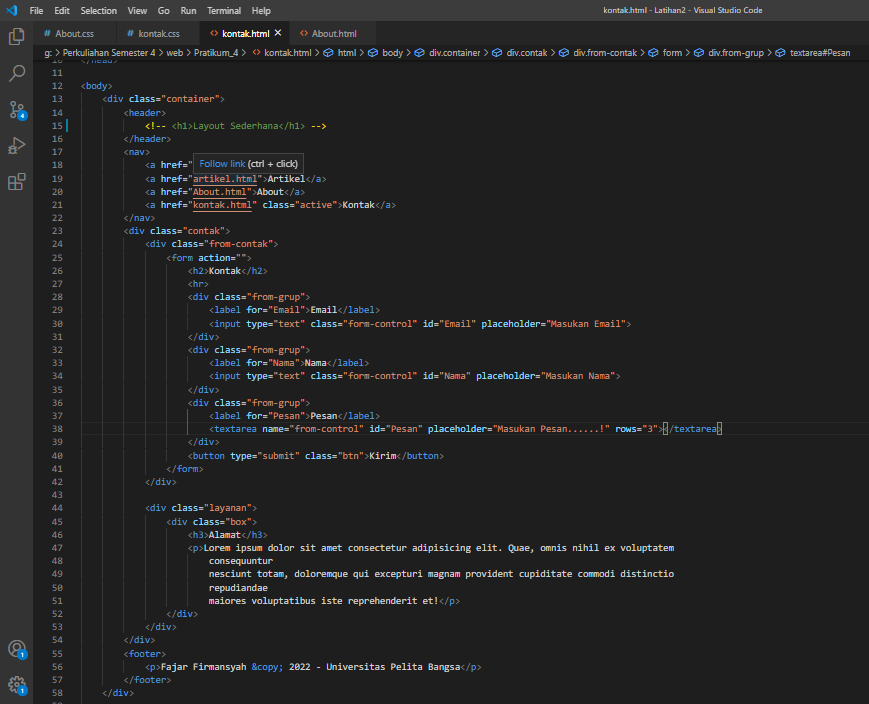 File Edit Selection View Go Run Terminal Help kontak.html - Latihan2 - Visual Studio Code
# About.css # kontak.css <> kontak.html × <> About.html
g: > Perkuliahan Semester 4 > web > Pratikum_4 > <> kontak.html > html > body > div.container > div.contak > div.from-contak > form > div.from-grup > textarea#Pesan
10 </head>
11
12 <body>
13 <div class="container">
14 <header>
15 <!-- <h1>Layout Sederhana</h1> -->
16 </header>
17 <nav>
Follow link (ctrl + click)
18 <a href="
19 <a href="artikel.html">Artikel</a>
20 <a href="About.html">About</a>
21 <a href="kontak.html" class="active">Kontak</a>
22 </nav>
23 <div class="contak">
24 <div class="from-contak">
25 <form action="">
26 <h2>Kontak</h2>
27 <hr>
28 <div class="from-grup">
29 <label for="Email">Email</label>
30 <input type="text" class="form-control" id="Email" placeholder="Masukan Email">
31 </div>
32 <div class="from-grup">
33 <label for="Nama">Nama</label>
34 <input type="text" class="form-control" id="Nama" placeholder="Masukan Nama">
35 </div>
36 <div class="from-grup">
37 <label for="Pesan">Pesan</label>
38 <textarea name="from-control" id="Pesan" placeholder="Masukan Pesan......!" rows="3"></textarea>
39 </div>
40 <button type="submit" class="btn">Kirim</button>
41 </form>
42 </div>
43
44 <div class="layanan">
45 <div class="box">
46 <h3>Alamat</h3>
47 <p>Lorem ipsum dolor sit amet consectetur adipisicing elit. Quae, omnis nihil ex voluptatem
48 consequuntur
49 nesciunt totam, doloremque qui excepturi magnam provident cupiditate commodi distinctio
50 repudiandae
51 maiores voluptatibus iste reprehenderit et!</p>
52 </div>
53 </div>
54 </div>
55 <footer>
56 <p>Fajar Firmansyah &copy; 2022 - Universitas Pelita Bangsa</p>
57 </footer>
58 </div>
4
1
1